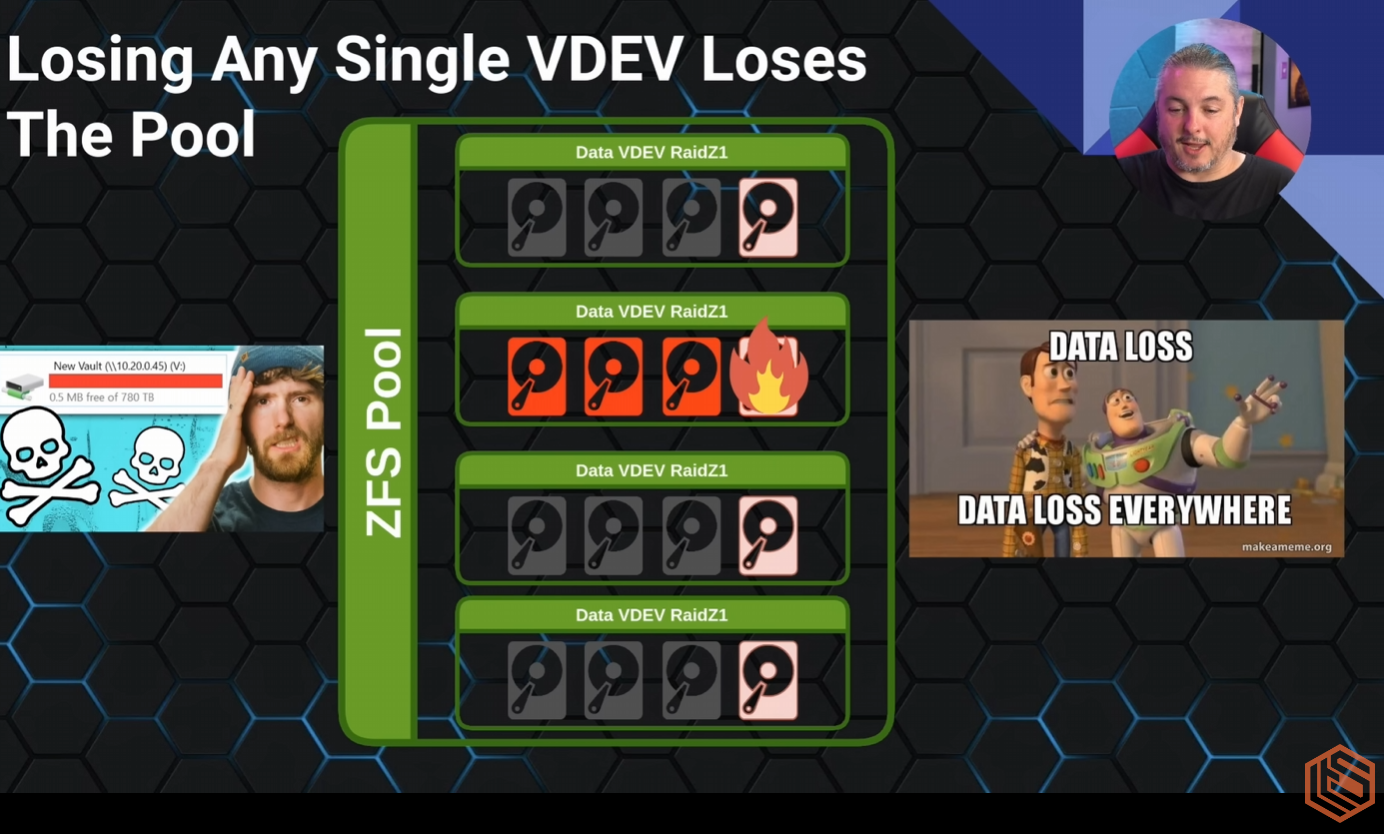 Losing Any Single VDEV Loses
The Pool
ZFS Pool
Data VDEV RaidZ1
Data VDEV RaidZ1
Data VDEV RaidZ1
Data VDEV RaidZ1
New Vault (\\10.20.0.45) (V:)
0.5 MB free of 780 TB
DATA LOSS
DATA LOSS EVERYWHERE
makeameme.org